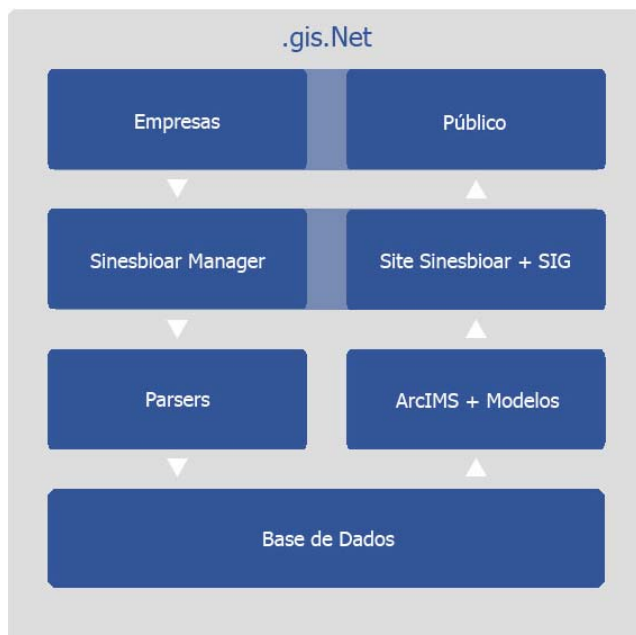 .gis.Net
Empresas
Público
Sinesbioar Manager
Site Sinesbioar + SIG
Parsers
ArcIMS + Modelos
Base de Dados